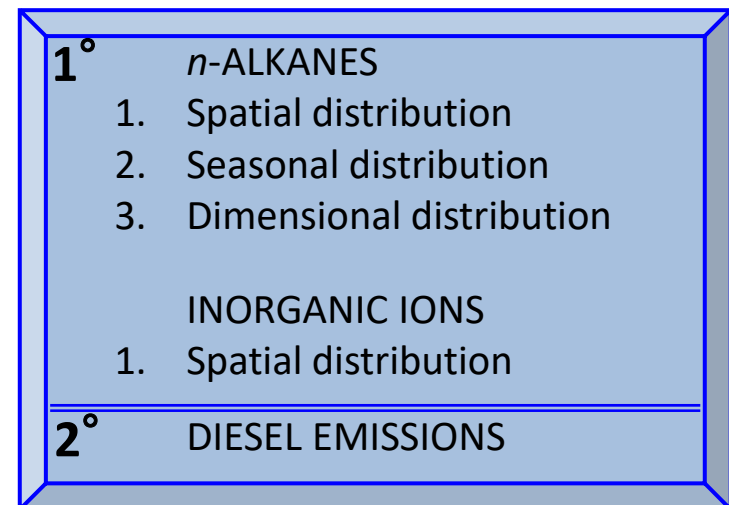 1° n-ALKANES
1. Spatial distribution
2. Seasonal distribution
3. Dimensional distribution
INORGANIC IONS
1. Spatial distribution
2° DIESEL EMISSIONS